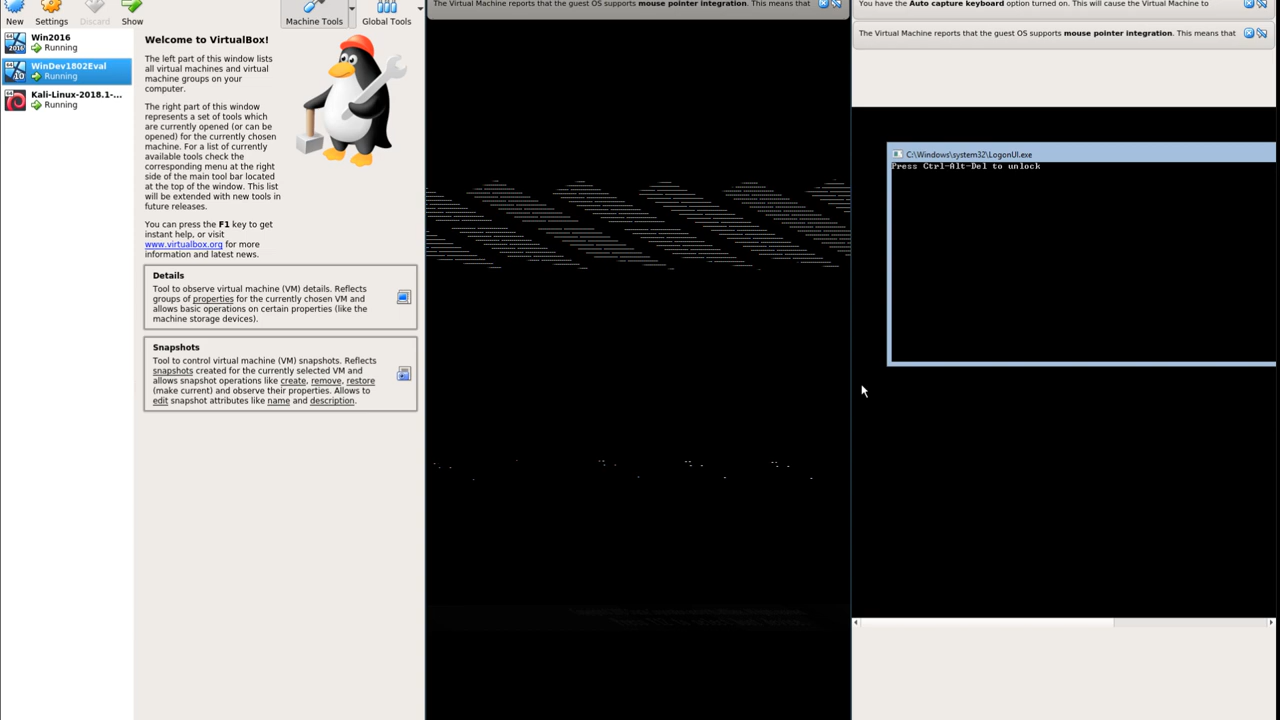 New
Settings
Discard
Show
Machine Tools
Global Tools
Win2016
Running
WinDev1802Eval
Running
Kali-Linux-2018.1-...
Running
Welcome to VirtualBox!
The left part of this window lists
all virtual machines and virtual
machine groups on your
computer.
The right part of this window
represents a set of tools which
are currently opened (or can be
opened) for the currently chosen
machine. For a list of currently
available tools check the
corresponding menu at the right
side of the main tool bar located
at the top of the window. This list
will be extended with new tools in
future releases.
You can press the F1 key to get
instant help, or visit
www.virtualbox.org for more
information and latest news.
Details
Tool to observe virtual machine (VM) details. Reflects
groups of properties for the currently chosen VM and
allows basic operations on certain properties (like the
machine storage devices).
Snapshots
Tool to control virtual machine (VM) snapshots. Reflects
snapshots created for the currently selected VM and
allows snapshot operations like create, remove, restore
(make current) and observe their properties. Allows to
edit snapshot attributes like name and description.
The Virtual Machine reports that the guest OS supports mouse pointer integration. This means that
You have the Auto capture keyboard option turned on. This will cause the Virtual Machine to
The Virtual Machine reports that the guest OS supports mouse pointer integration. This means that
C:\Windows\system32\LogonUI.exe
Press Ctrl-Alt-Del to unlock